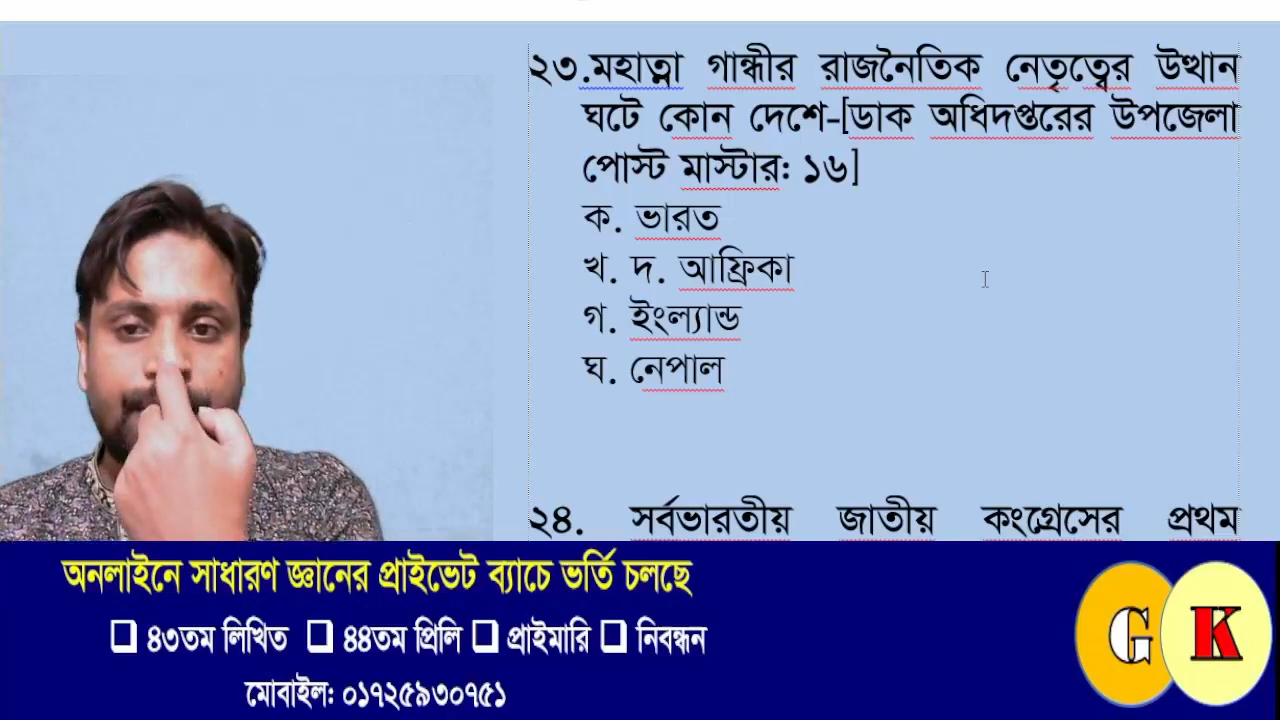 ২৩.মহাত্না গান্ধীর রাজনৈতিক নেতৃত্বের উত্থান
ঘটে কোন দেশে-[ডাক অধিদপ্তরের উপজেলা
পোস্ট মাস্টার: ১৬]
ক. ভারত
খ. দ. আফ্রিকা
গ. ইংল্যান্ড
ঘ. নেপাল
২৪. সর্বভারতীয় জাতীয় কংগ্রেসের প্রথম
অনলাইনে সাধারণ জ্ঞানের প্রাইভেট ব্যাচে ভর্তি চলছে
❑ ৪৩তম লিখিত ❑ ৪৪তম প্রিলি ❑ প্রাইমারি ❑ নিবন্ধন
মোবাইল: ০১৭২৫৯৩০৭৫১
G K